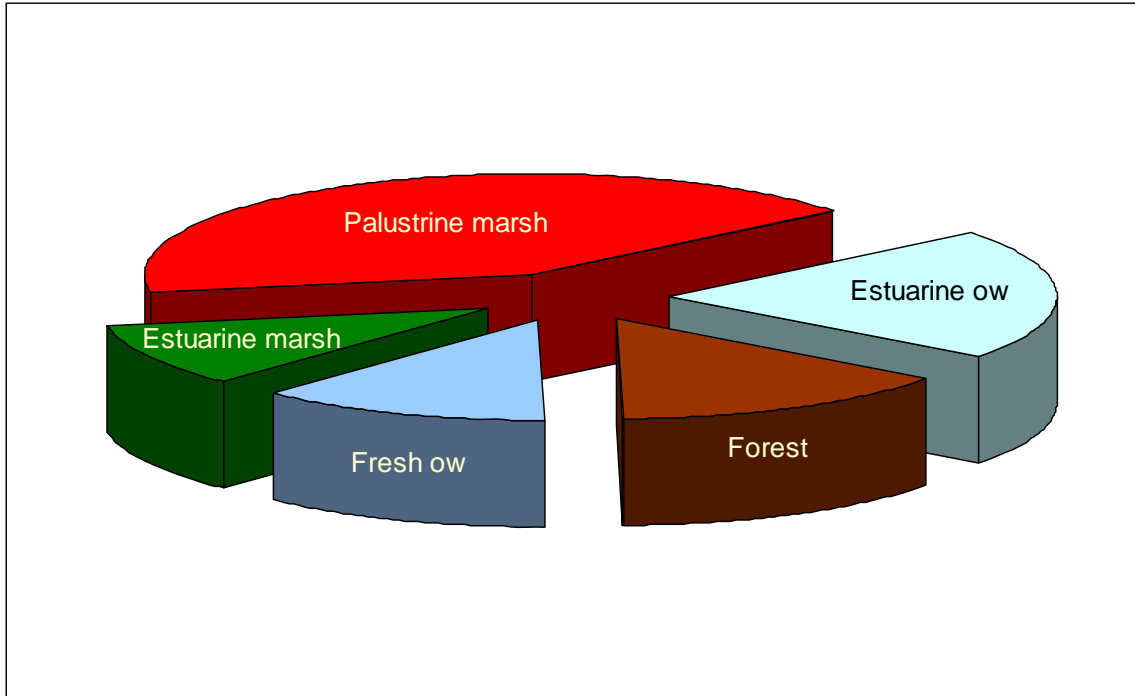 Palustrine marsh
Estuarine ow
Estuarine marsh
Forest
Fresh ow